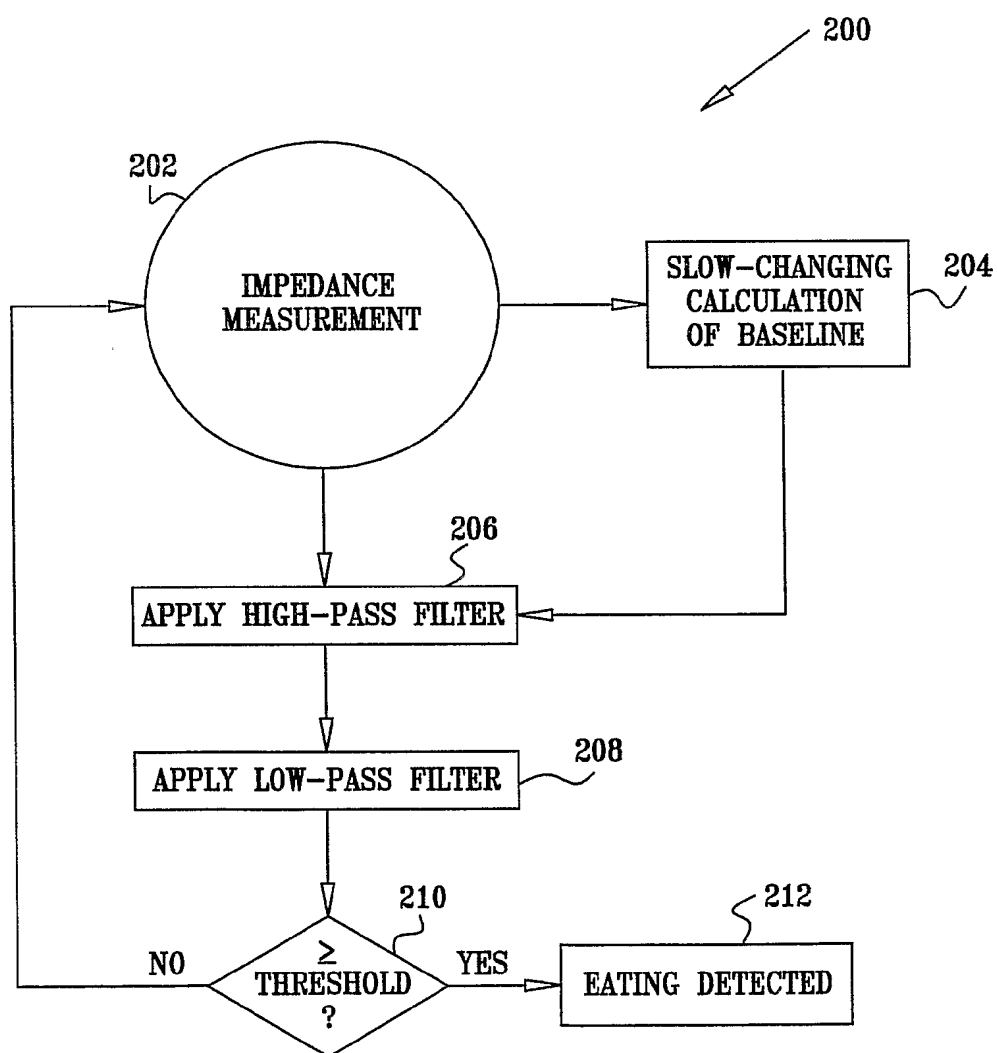 200
202
IMPEDANCE
MEASUREMENT
SLOW-CHANGING
CALCULATION
OF BASELINE
204
206
APPLY HIGH-PASS FILTER
APPLY LOW-PASS FILTER
208
210
≥
THRESHOLD
?
NO
YES
212
EATING DETECTED